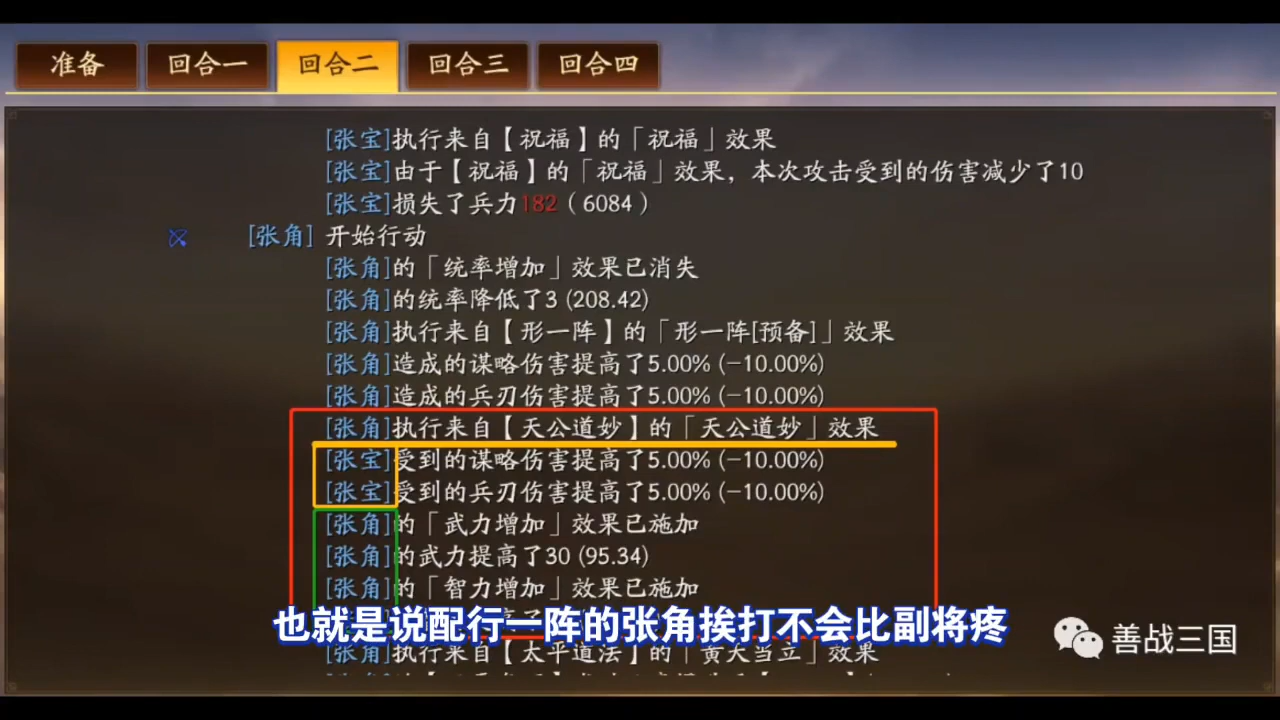 准备 回合一 回合二 回合三 回合四
[张宝]执行来自【祝福】的「祝福」效果
[张宝]由于【祝福】的「祝福」效果，本次攻击受到的伤害减少了10
[张宝]损失了兵力182（6084）
[张角]开始行动
[张角]的「统率增加」效果已消失
[张角]的统率降低了3 (208.42)
[张角]执行来自【形一阵】的「形一阵[预备]」效果
[张角]造成的谋略伤害提高了5.00% (-10.00%)
[张角]造成的兵刃伤害提高了5.00% (-10.00%)
[张角]执行来自【天公道妙】的「天公道妙」效果
[张宝]受到的谋略伤害提高了5.00% (-10.00%)
[张宝]受到的兵刃伤害提高了5.00% (-10.00%)
[张角]的「武力增加」效果已施加
[张角]的武力提高了30 (95.34)
[张角]的「智力增加」效果已施加
也就是说配行一阵的张角挨打不会比副将疼
善战三国
[张角]执行来自【太平道法】的「黄天当立」效果